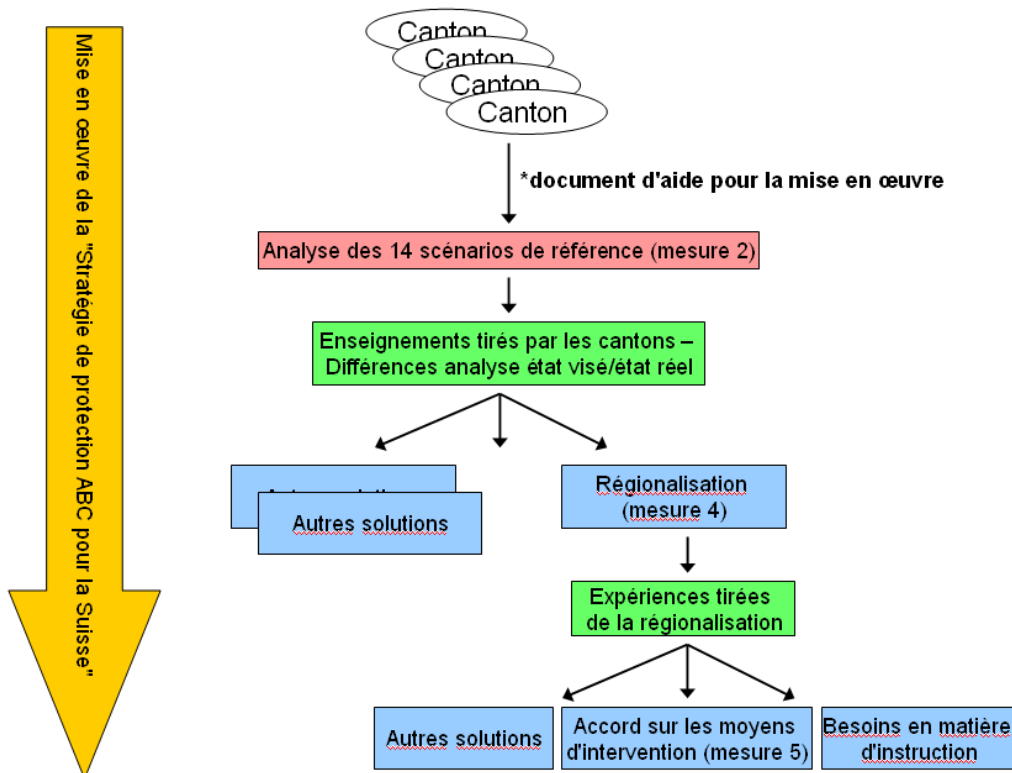 Mise en œuvre de la "Stratégie de protection ABC pour la Suisse"
Canton
Canton
Canton
Canton
*document d'aide pour la mise en œuvre
Analyse des 14 scénarios de référence (mesure 2)
Enseignements tirés par les cantons –
Différences analyse état visé/état réel
Autres solutions
Régionalisation
(mesure 4)
Expériences tirées
de la régionalisation
Autres solutions
Accord sur les moyens
d'intervention (mesure 5)
Besoins en matière
d'instruction